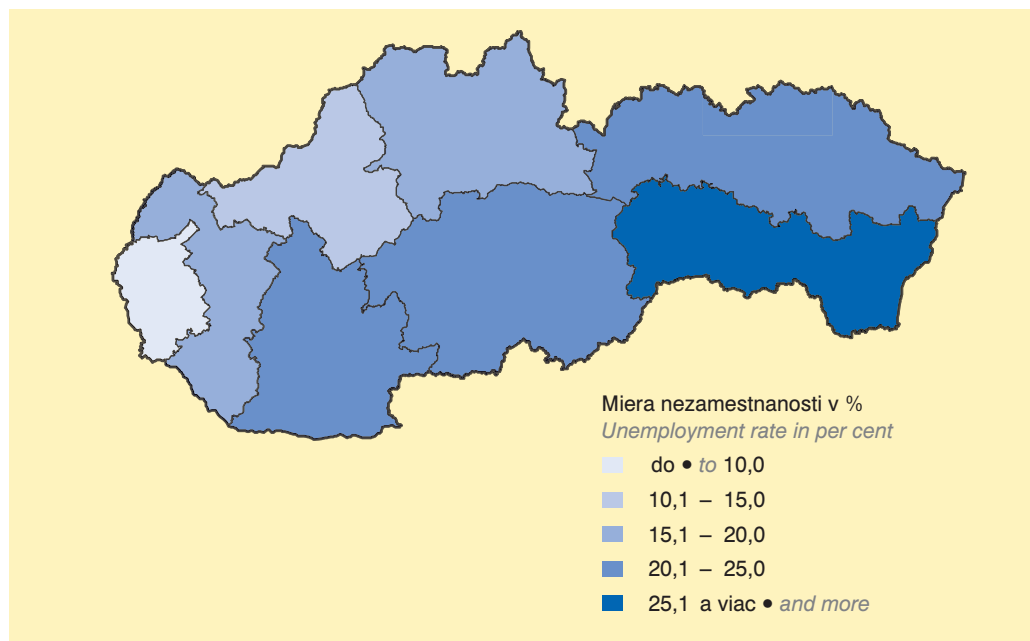 Miera nezamestnanosti v %
Unemployment rate in per cent
do • to 10,0
10,1 – 15,0
15,1 – 20,0
20,1 – 25,0
25,1 a viac • and more